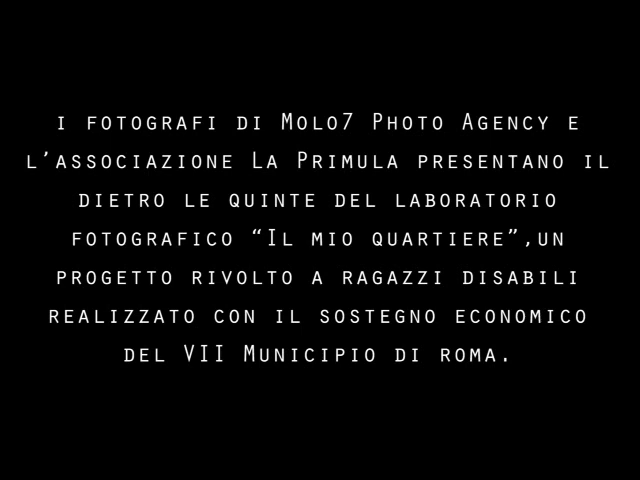 i fotografi di Molo7 Photo Agency e
l'associazione La Primula presentano il
dietro le quinte del laboratorio
fotografico “Il mio quartiere”,un
progetto rivolto a ragazzi disabili
realizzato con il sostegno economico
del VII Municipio di roma.